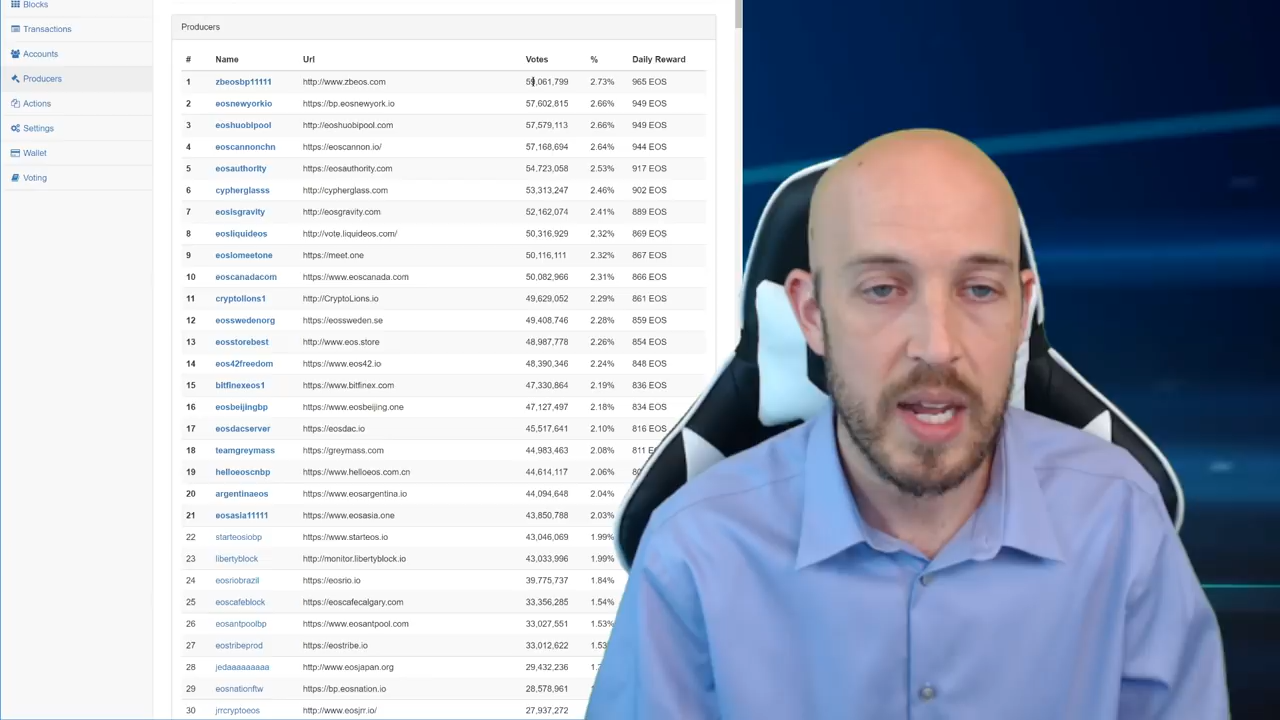 Blocks
Transactions
Accounts
Producers
Actions
Settings
Wallet
Voting
Producers
# Name Url Votes % Daily Reward
1 zbeosbp11111 http://www.zbeos.com 59,061,799 2.73% 965 EOS
2 eosnewyorkio https://bp.eosnewyork.io 57,602,815 2.66% 949 EOS
3 eoshuobipool http://eoshuobipool.com 57,579,113 2.66% 949 EOS
4 eoscannonchn https://eoscannon.io/ 57,168,694 2.64% 944 EOS
5 eosauthority https://eosauthority.com 54,723,058 2.53% 917 EOS
6 cypherglasss http://cypherglass.com 53,313,247 2.46% 902 EOS
7 eosisgravity http://eosgravity.com 52,162,074 2.41% 889 EOS
8 eosliquideos http://vote.liquideos.com/ 50,316,929 2.32% 869 EOS
9 eoslomeetone https://meet.one 50,116,111 2.32% 867 EOS
10 eoscanadacom https://www.eoscanada.com 50,082,966 2.31% 866 EOS
11 cryptolions1 http://CryptoLions.io 49,629,052 2.29% 861 EOS
12 eosswedenorg https://eossweden.se 49,408,746 2.28% 859 EOS
13 eosstorebest http://www.eos.store 48,987,778 2.26% 854 EOS
14 eos42freedom https://www.eos42.io 48,390,346 2.24% 848 EOS
15 bitfinexeos1 https://www.bitfinex.com 47,330,864 2.19% 836 EOS
16 eosbeijingbp https://www.eosbeijing.one 47,127,497 2.18% 834 EOS
17 eosdacserver https://eosdac.io 45,517,641 2.10% 816 EOS
18 teamgreymass https://greymass.com 44,983,463 2.08% 811
19 helloeoscnbp https://www.helloeos.com.cn 44,614,117 2.06%
20 argentinaeos https://www.eosargentina.io 44,094,648 2.04%
21 eosasia11111 https://www.eosasia.one 43,850,788 2.03%
22 starteosiobp https://www.starteos.io 43,046,069 1.99%
23 libertyblock http://monitor.libertyblock.io 43,033,996 1.99%
24 eosriobrazil https://eosrio.io 39,775,737 1.84%
25 eoscafeblock https://eoscafecalgary.com 33,356,285 1.54%
26 eosantpoolbp https://www.eosantpool.com 33,027,551 1.53%
27 eostribeprod https://eostribe.io 33,012,622 1.53
28 jedaaaaaaaaa http://www.eosjapan.org 29,432,236
29 eosnationftw https://bp.eosnation.io 28,578,961
30 jrrcryptoeos http://www.eosjrr.io/ 27,937,272